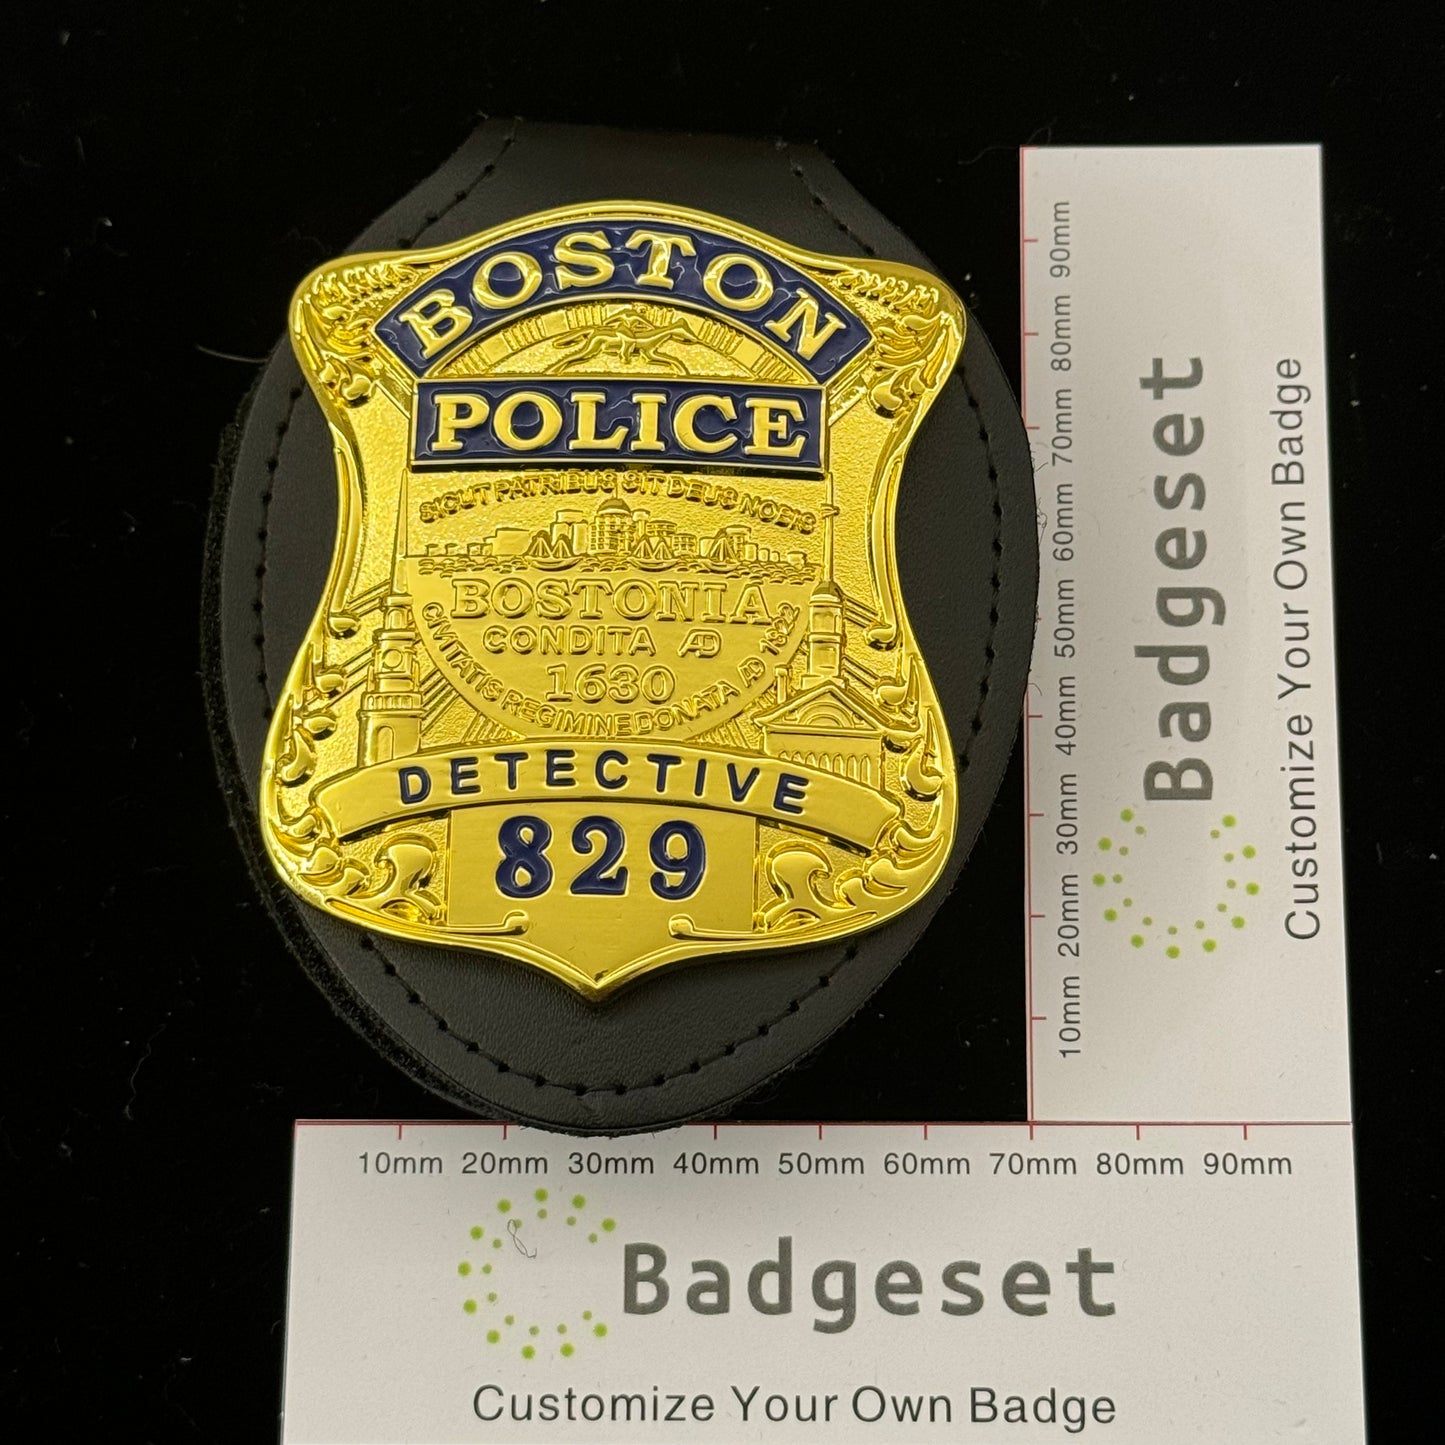 BOSTON
POLICE
SICUT PATRIBUS SIT DEUS NOBIS
BOSTONIA
CONDITA AD
1630
CIVITATIS REGIMINE DONATA AD 1822
DETECTIVE
829
10mm 20mm 30mm 40mm 50mm 60mm 70mm 80mm 90mm
Badgeset
Customize Your Own Badge
10mm 20mm 30mm 40mm 50mm 60mm 70mm 80mm 90mm
Badgeset
Customize Your Own Badge